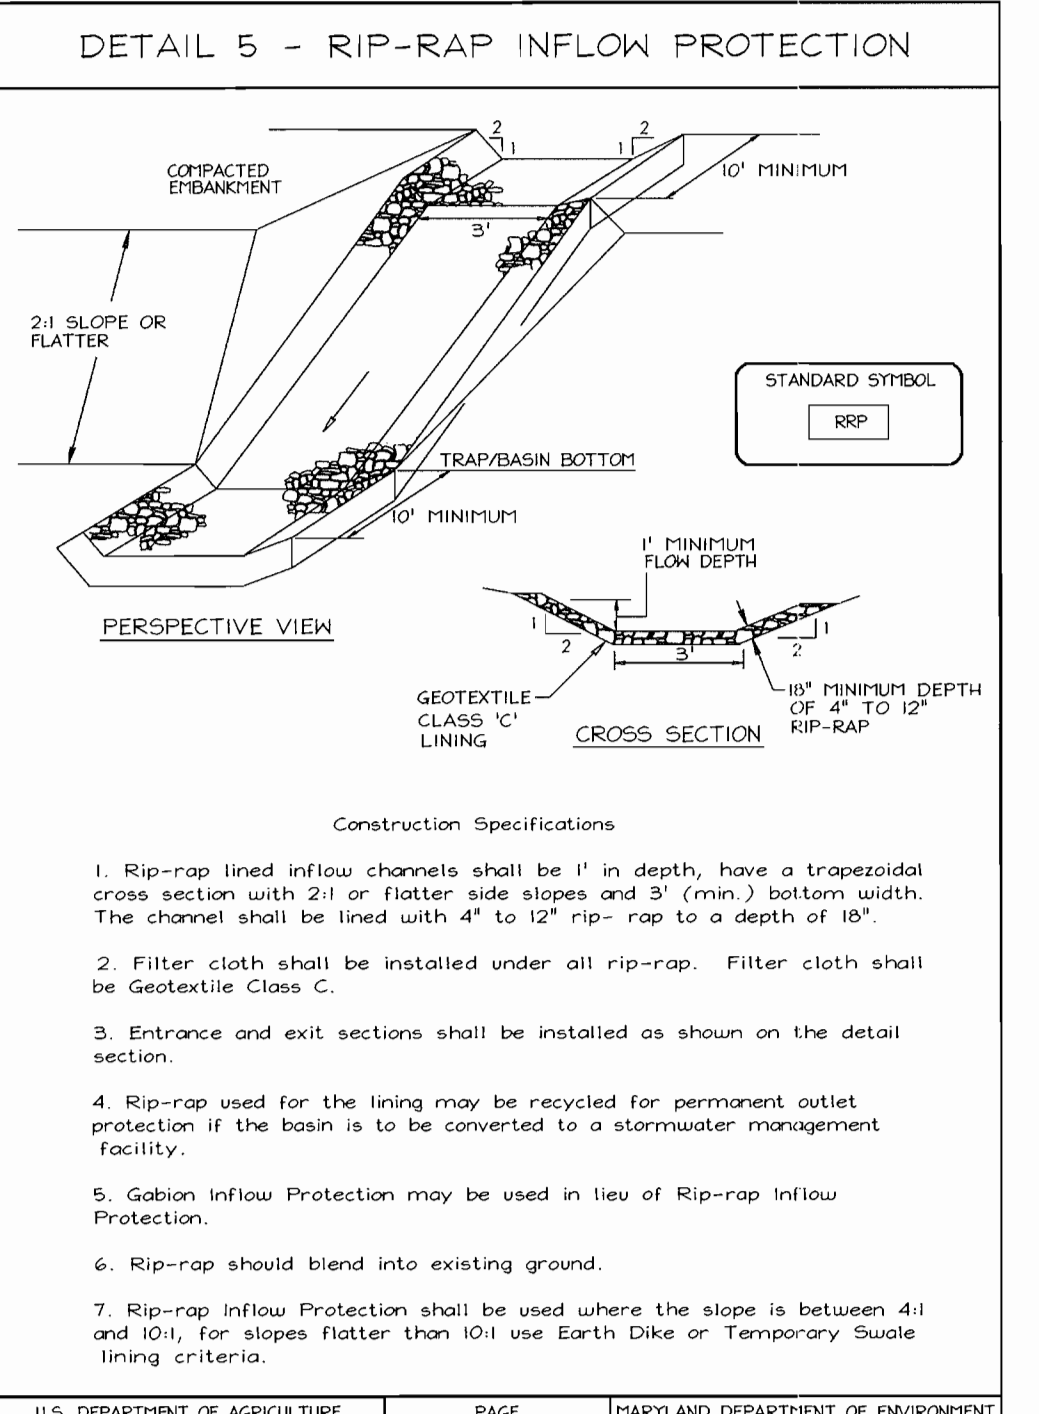 DETAIL 5 - RIP-RAP INFLOW PROTECTION
2
1
1
2
COMPACTED
EMBANKMENT
10' MINIMUM
3'
2:1 SLOPE OR
FLATTER
STANDARD SYMBOL
RRP
TRAP/BASIN BOTTOM
10' MINIMUM
1' MINIMUM
FLOW DEPTH
PERSPECTIVE VIEW
1
2
3'
1
2
GEOTEXTILE
CLASS 'C'
LINING
18" MINIMUM DEPTH
OF 4" TO 12"
RIP-RAP
CROSS SECTION
Construction Specifications
1. Rip-rap lined inflow channels shall be 1' in depth, have a trapezoidal
cross section with 2:1 or flatter side slopes and 3' (min.) bottom width.
The channel shall be lined with 4" to 12" rip- rap to a depth of 18".
2. Filter cloth shall be installed under all rip-rap. Filter cloth shall
be Geotextile Class C.
3. Entrance and exit sections shall be installed as shown on the detail
section.
4. Rip-rap used for the lining may be recycled for permanent outlet
protection if the basin is to be converted to a stormwater management
facility.
5. Gabion Inflow Protection may be used in lieu of Rip-rap Inflow
Protection.
6. Rip-rap should blend into existing ground.
7. Rip-rap Inflow Protection shall be used where the slope is between 4:1
and 10:1, for slopes flatter than 10:1 use Earth Dike or Temporary Swale
lining criteria.
U.S. DEPARTMENT OF AGRICULTURE
PAGE
MARYLAND DEPARTMENT OF ENVIRONMENT